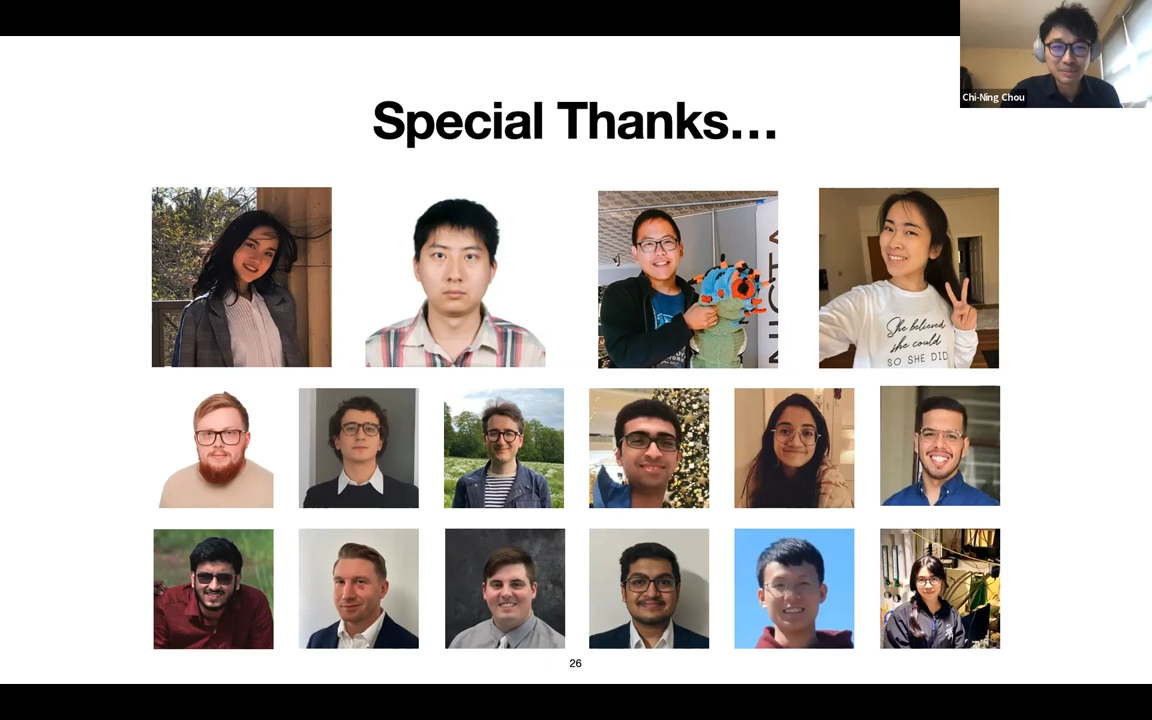 Chi-Ning Chou
Special Thanks...
She believed
she could
SO SHE DID
26